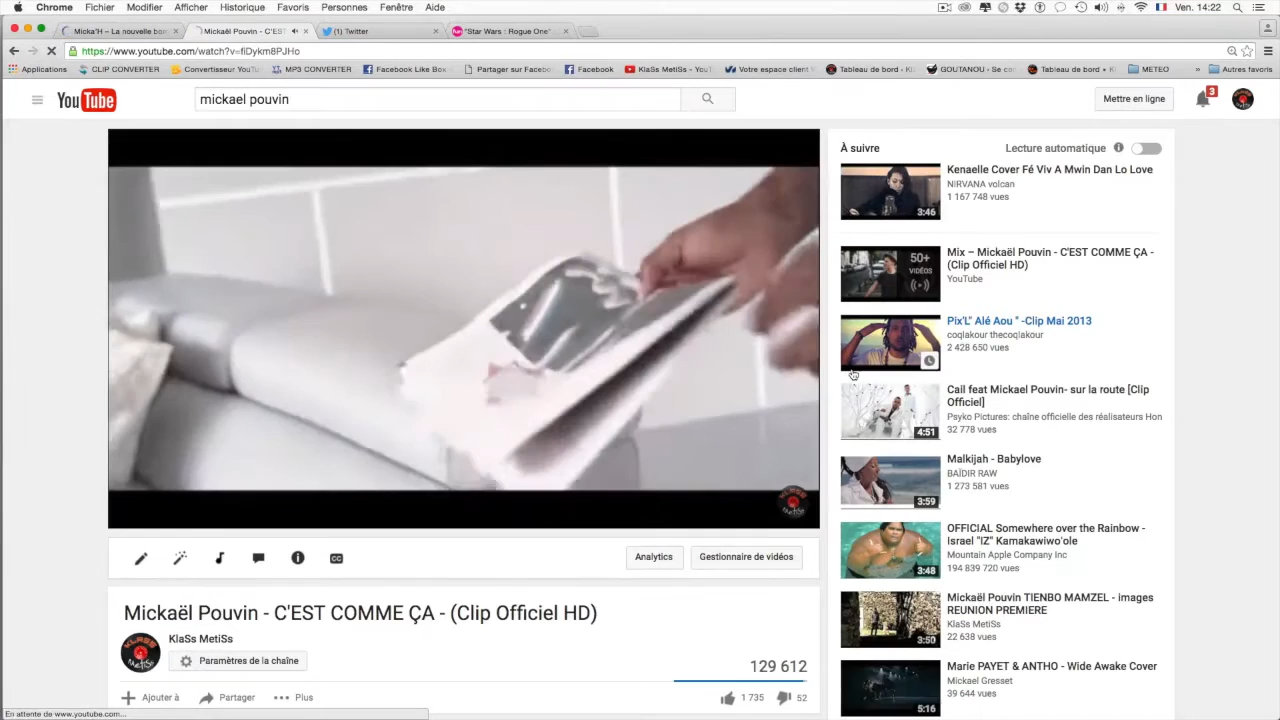 Chrome Fichier Modifier Afficher Historique Favoris Personnes Fenêtre Aide Ven. 14:22
Micka'H – La nouvelle bom Mickaël Pouvin - C'EST (1) Twitter "Star Wars : Rogue One"
https://www.youtube.com/watch?v=fiDykm8PJHo
Applications CLIP CONVERTER Convertisseur YouTu MP3 CONVERTER Facebook Like Box - Partager sur Facebo Facebook KlaSs MetiSs - YouT Votre espace client Tableau de bord - Kl GOUTANOU - Se co Tableau de bord • K METEO » Autres favoris
YouTube
mickael pouvin
Mettre en ligne
3
À suivre
Lecture automatique
Kenaelle Cover Fé Viv A Mwin Dan Lo Love
NIRVANA volcan
1 167 748 vues
3:46
Mix – Mickaël Pouvin - C'EST COMME ÇA -
(Clip Officiel HD)
YouTube
50+
VIDÉOS
Pix'L" Alé Aou " -Clip Mai 2013
coqlakour thecoqlakour
2 428 650 vues
Cail feat Mickael Pouvin- sur la route [Clip
Officiel]
Psyko Pictures: chaîne officielle des réalisateurs Hon
32 778 vues
4:51
Malkijah - Babylove
BAÏDIR RAW
1 273 581 vues
3:59
OFFICIAL Somewhere over the Rainbow -
Israel "IZ" Kamakawiwo'ole
Mountain Apple Company Inc
194 839 720 vues
3:48
Mickaël Pouvin TIENBO MAMZEL - images
REUNION PREMIERE
KlaSs MetiSs
22 638 vues
3:50
Marie PAYET & ANTHO - Wide Awake Cover
Mickael Gresset
39 644 vues
5:16
KLASS
METISS
CC
Analytics
Gestionnaire de vidéos
Mickaël Pouvin - C'EST COMME ÇA - (Clip Officiel HD)
KlaSs MetiSs
Paramètres de la chaîne
129 612
Ajouter à Partager Plus
1 735 52
En attente de www.youtube.com...